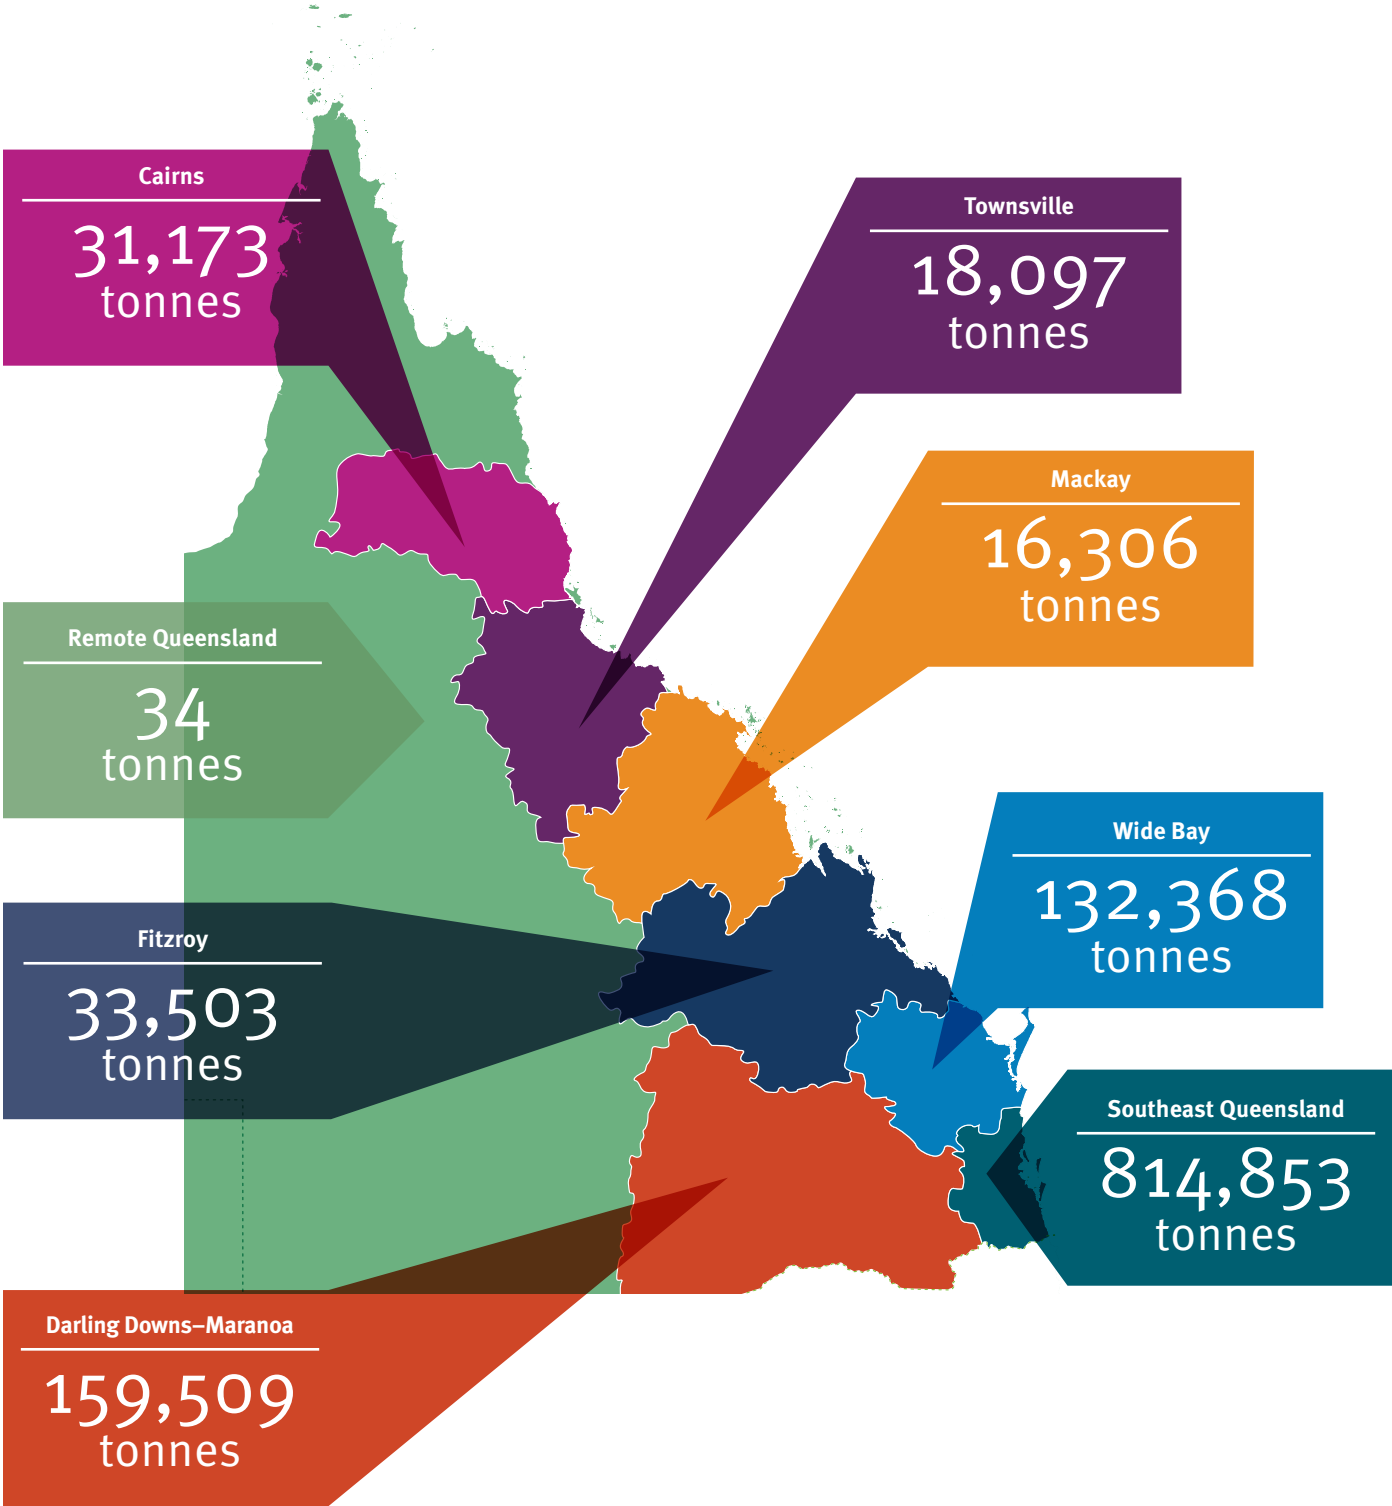 Cairns
31,173
tonnes
Townsville
18,097
tonnes
Mackay
16,306
tonnes
Remote Queensland
34
tonnes
Wide Bay
132,368
tonnes
Fitzroy
33,503
tonnes
Southeast Queensland
814,853
tonnes
Darling Downs–Maranoa
159,509
tonnes